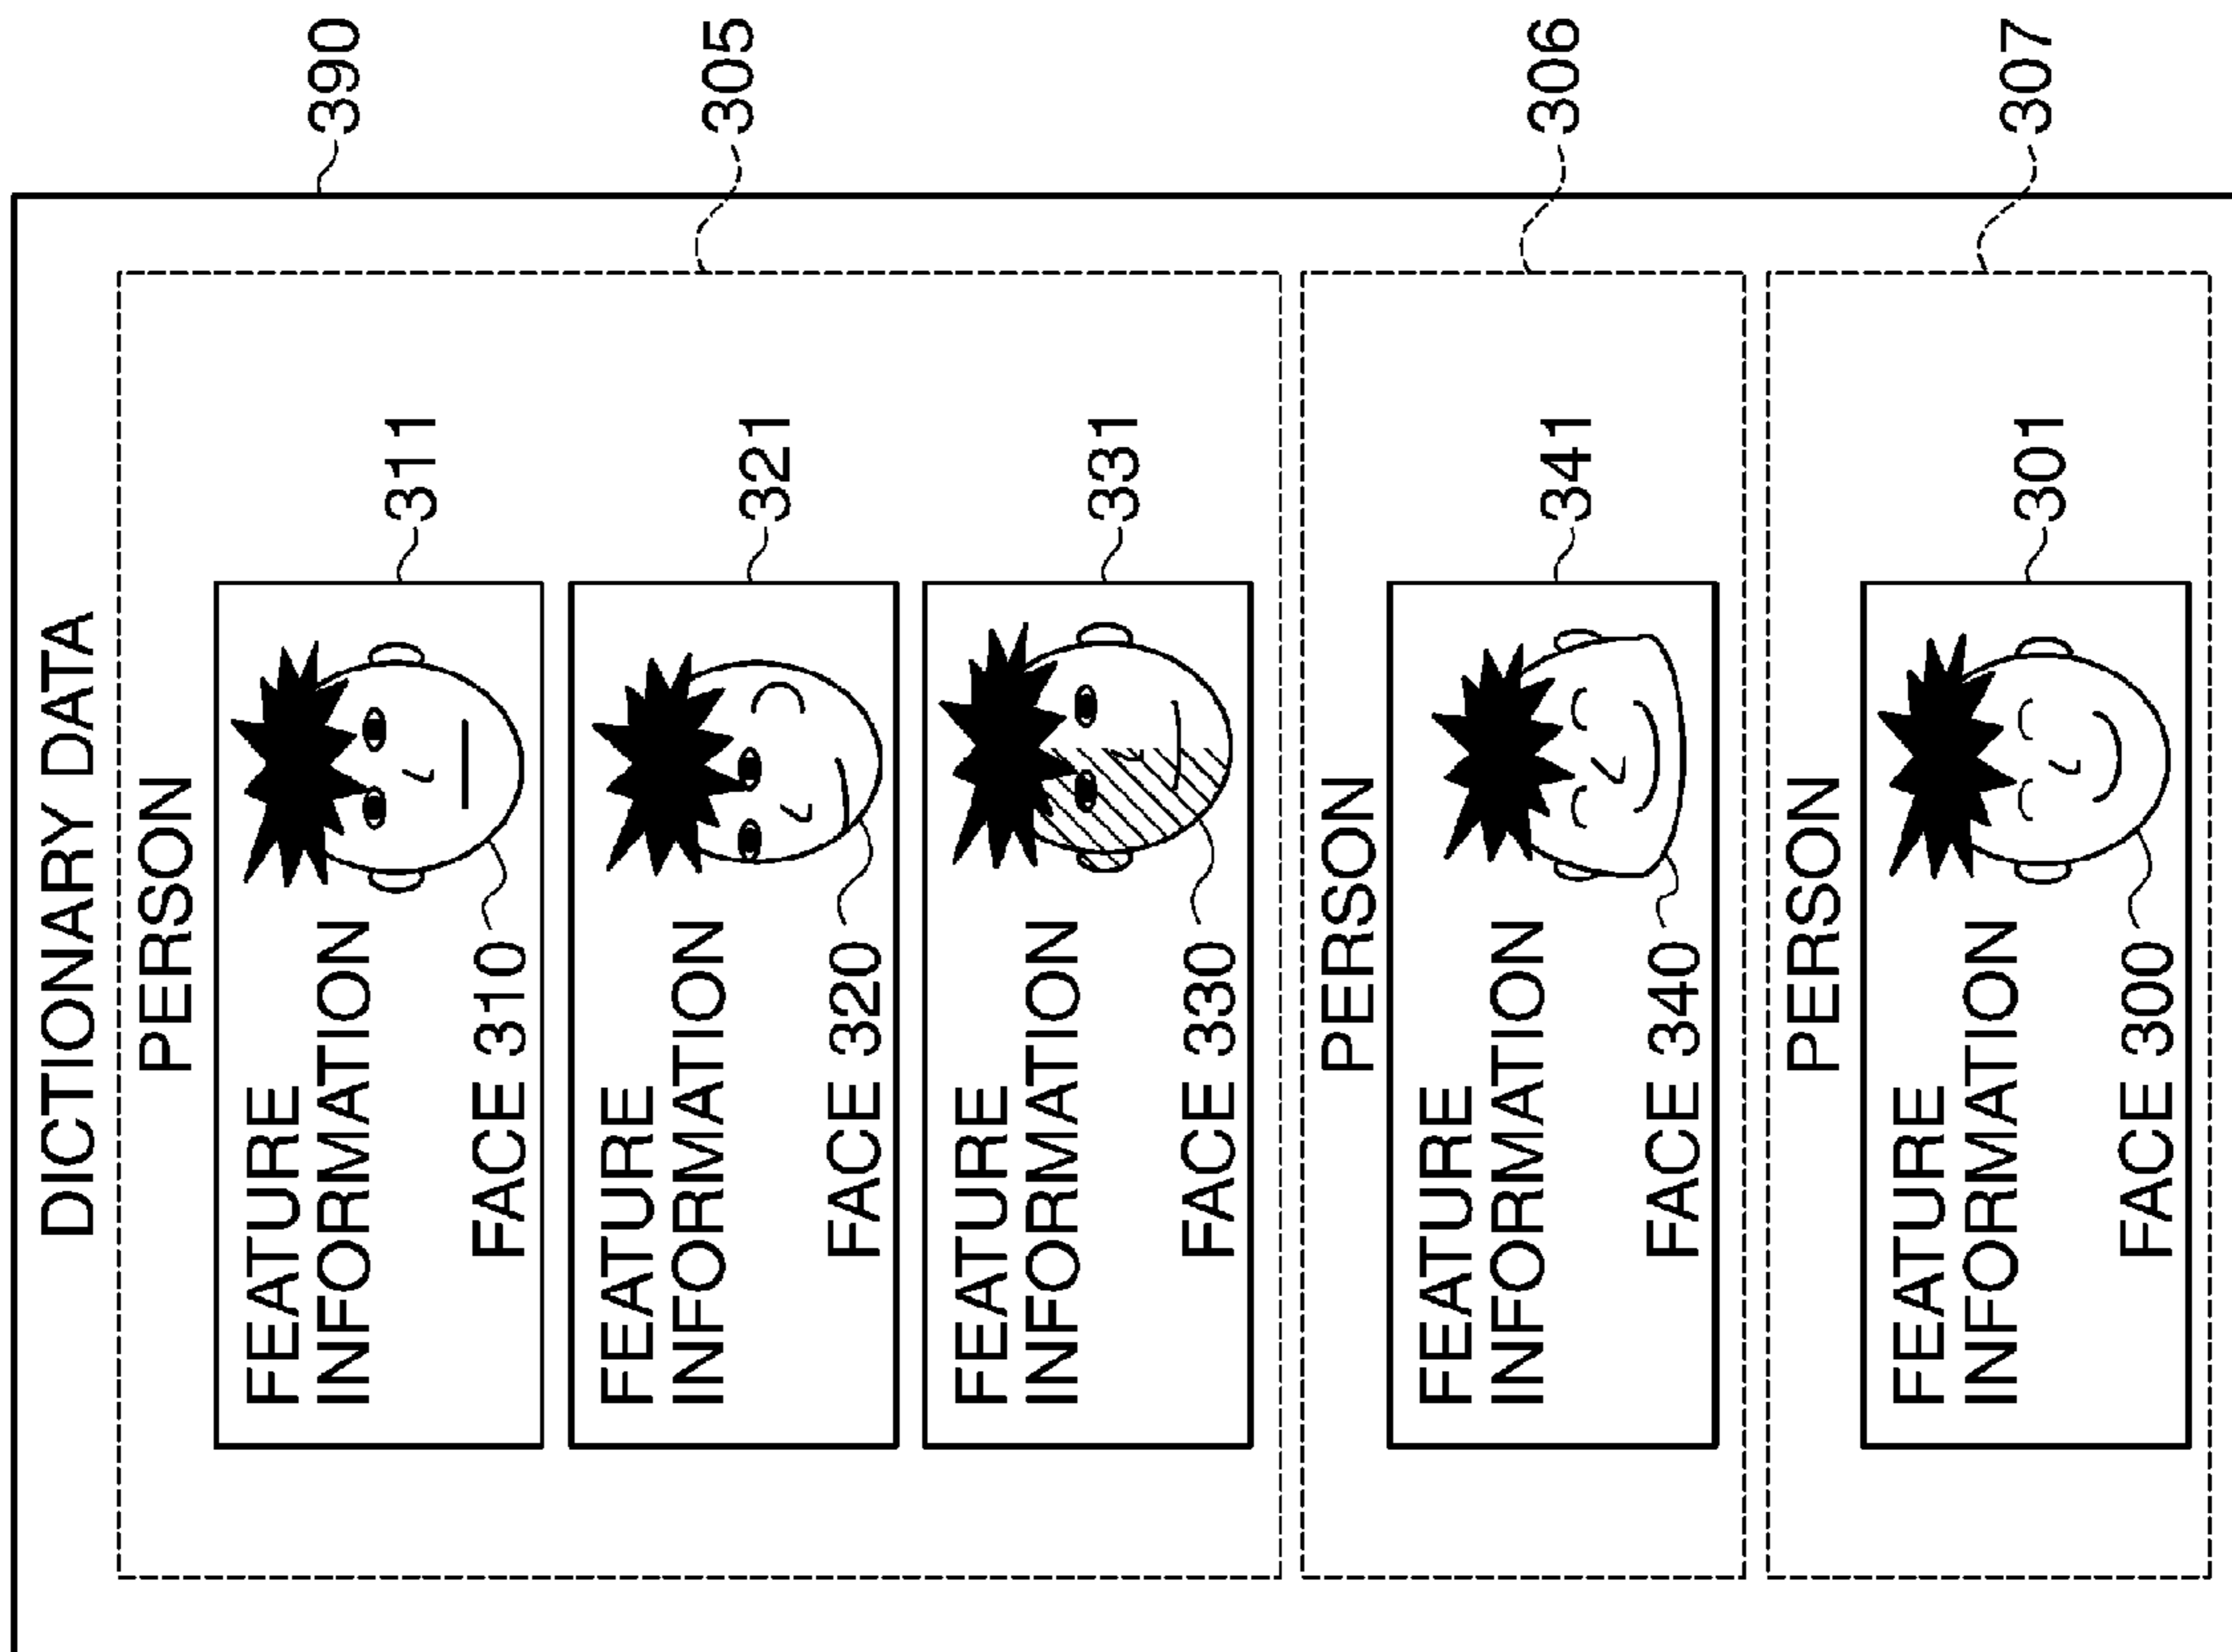 DICTIONARY DATA
390
PERSON
305
FEATURE
INFORMATION
311
FACE 310
FEATURE
INFORMATION
321
FACE 320
FEATURE
INFORMATION
331
FACE 330
PERSON
306
FEATURE
INFORMATION
341
FACE 340
PERSON
307
FEATURE
INFORMATION
301
FACE 300